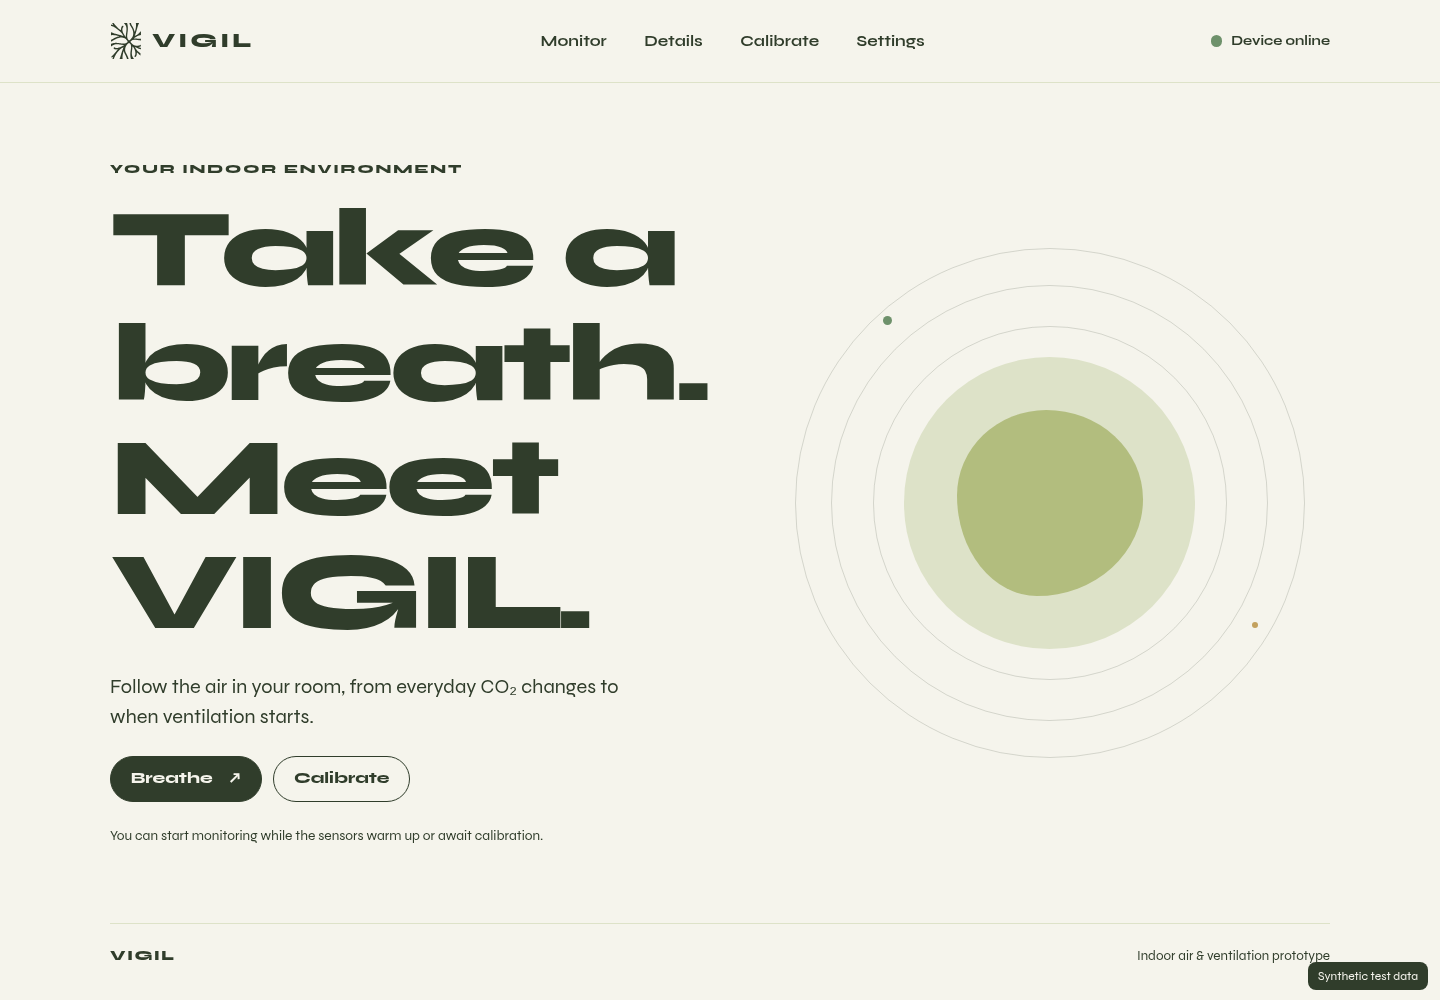 VIGIL
Monitor
Details
Calibrate
Settings
Device online
YOUR INDOOR ENVIRONMENT
Take a
breath.
Meet
VIGIL.
Follow the air in your room, from everyday CO₂ changes to
when ventilation starts.
Breathe ↗
Calibrate
You can start monitoring while the sensors warm up or await calibration.
VIGIL
Indoor air & ventilation prototype
Synthetic test data